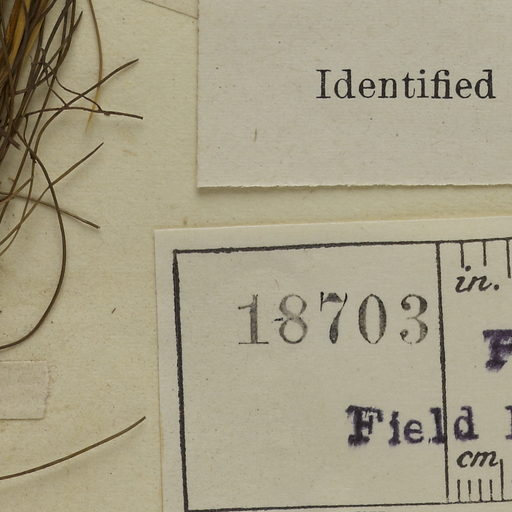 Identified
in.
18703
Field
cm